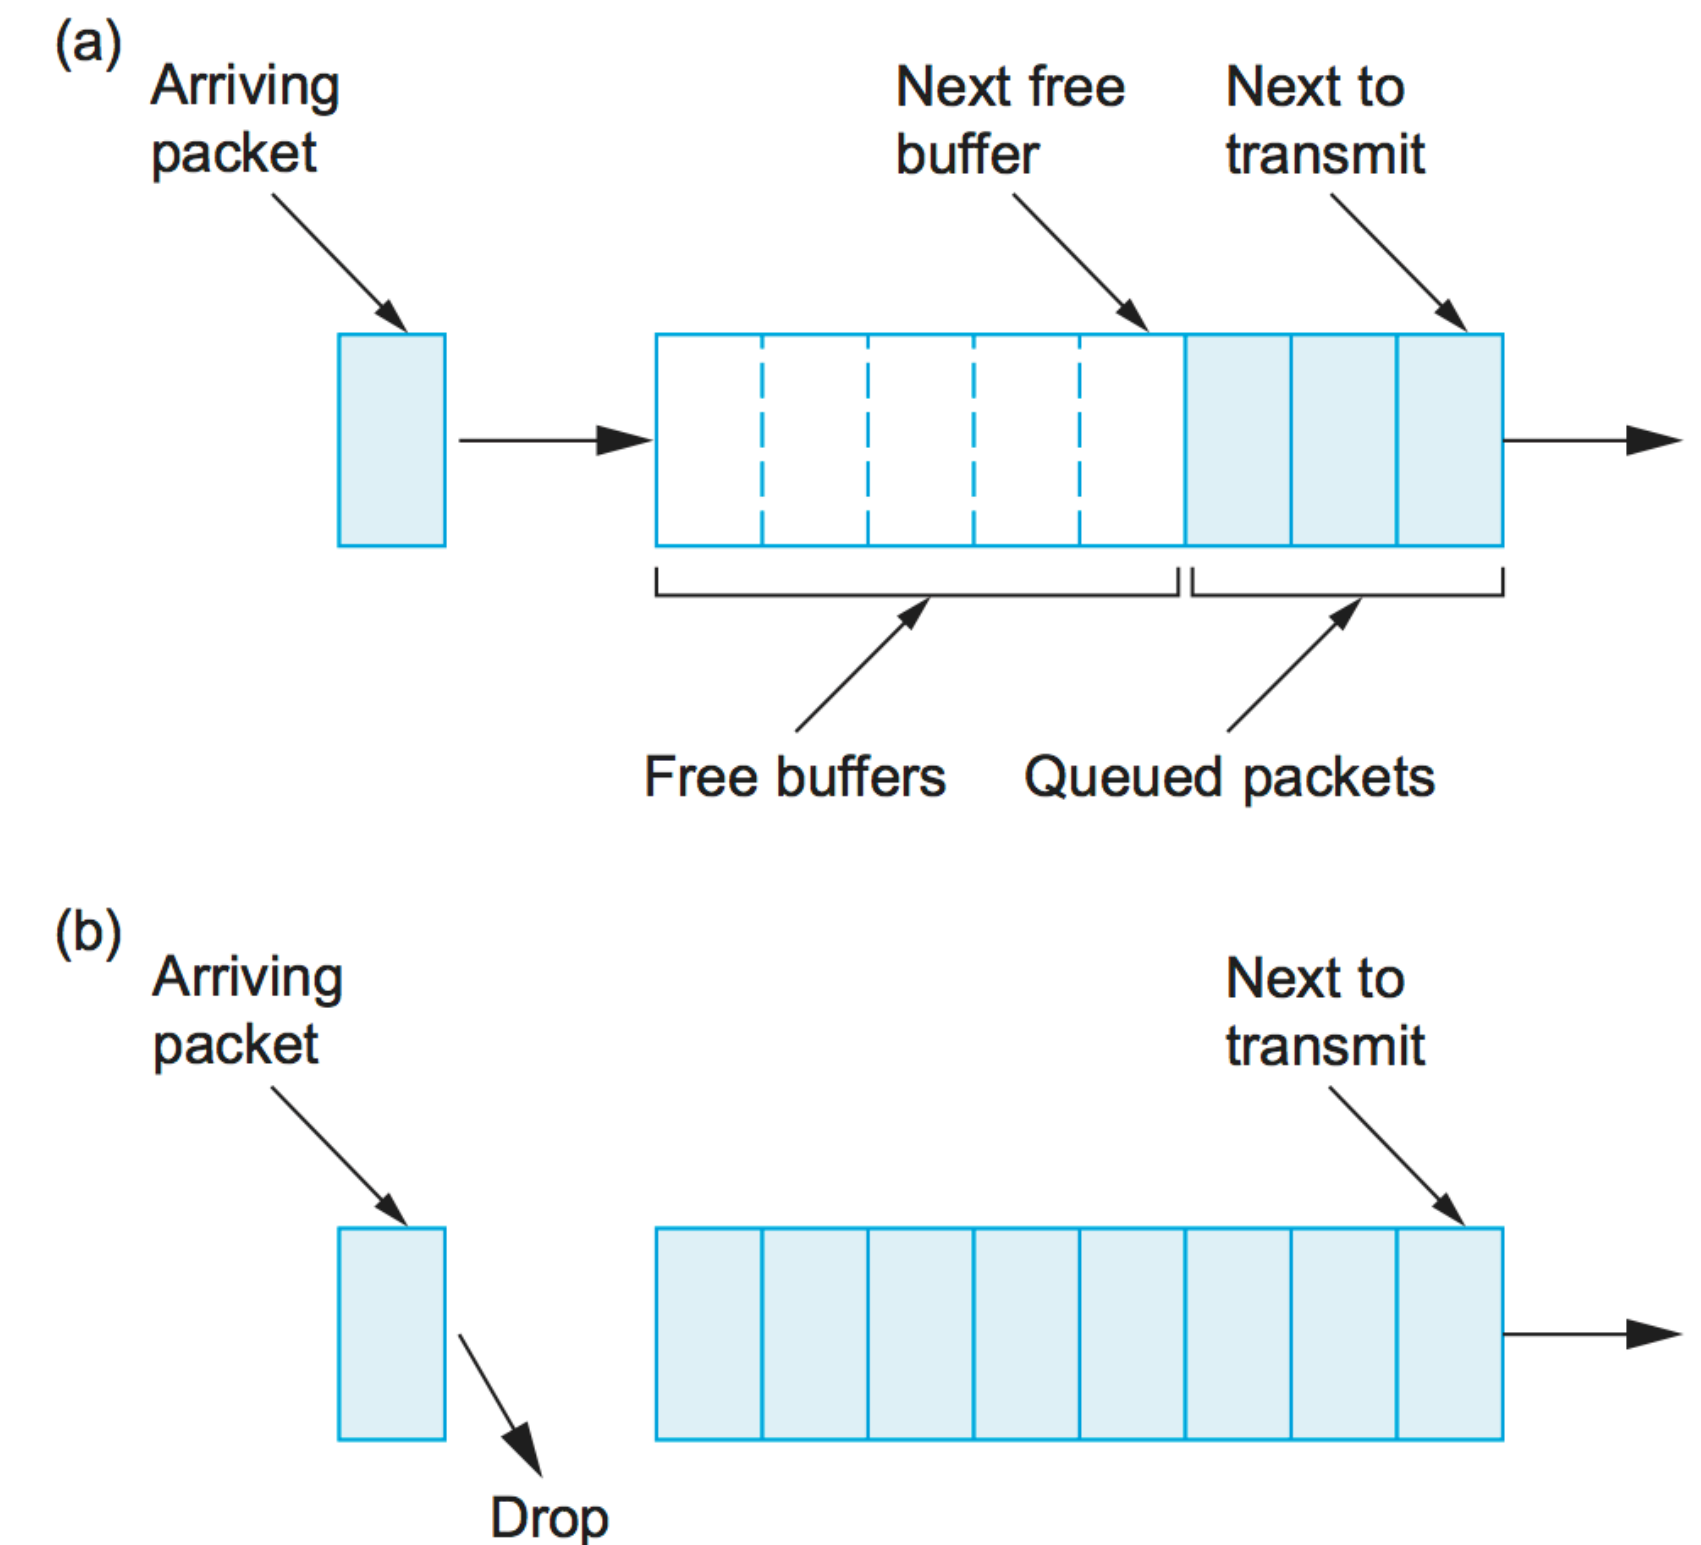 (a)
Arriving
packet
Next free
buffer
Next to
transmit
Free buffers
Queued packets
(b)
Arriving
packet
Next to
transmit
Drop